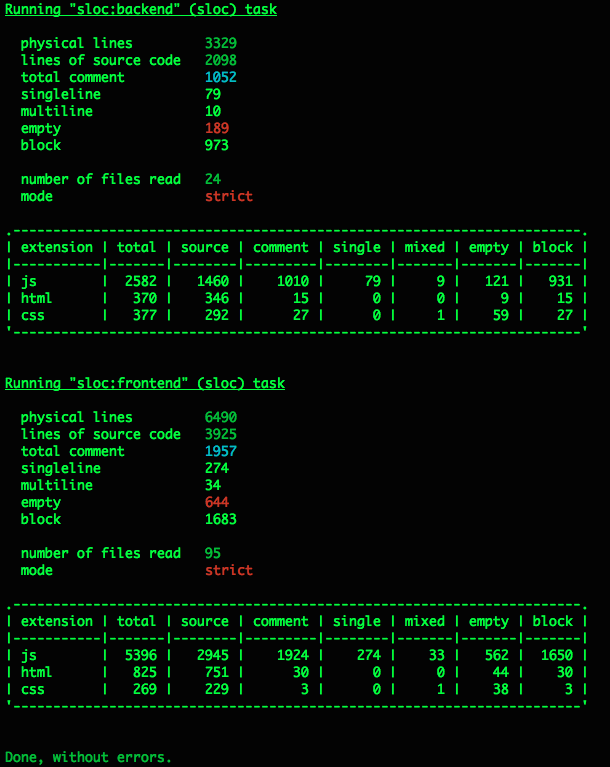 Running "sloc:backend" (sloc) task
physical lines 3329
lines of source code 2098
total comment 1052
singleline 79
multiline 10
empty 189
block 973
number of files read 24
mode strict
.-----------------------------------------------------------------------.
| extension | total | source | comment | single | mixed | empty | block |
|-----------|-------|--------|---------|--------|-------|-------|-------|
| js | 2582 | 1460 | 1010 | 79 | 9 | 121 | 931 |
| html | 370 | 346 | 15 | 0 | 0 | 9 | 15 |
| css | 377 | 292 | 27 | 0 | 1 | 59 | 27 |
'-----------------------------------------------------------------------'
Running "sloc:frontend" (sloc) task
physical lines 6490
lines of source code 3925
total comment 1957
singleline 274
multiline 34
empty 644
block 1683
number of files read 95
mode strict
.-----------------------------------------------------------------------.
| extension | total | source | comment | single | mixed | empty | block |
|-----------|-------|--------|---------|--------|-------|-------|-------|
| js | 5396 | 2945 | 1924 | 274 | 33 | 562 | 1650 |
| html | 825 | 751 | 30 | 0 | 0 | 44 | 30 |
| css | 269 | 229 | 3 | 0 | 1 | 38 | 3 |
'-----------------------------------------------------------------------'
Done, without errors.